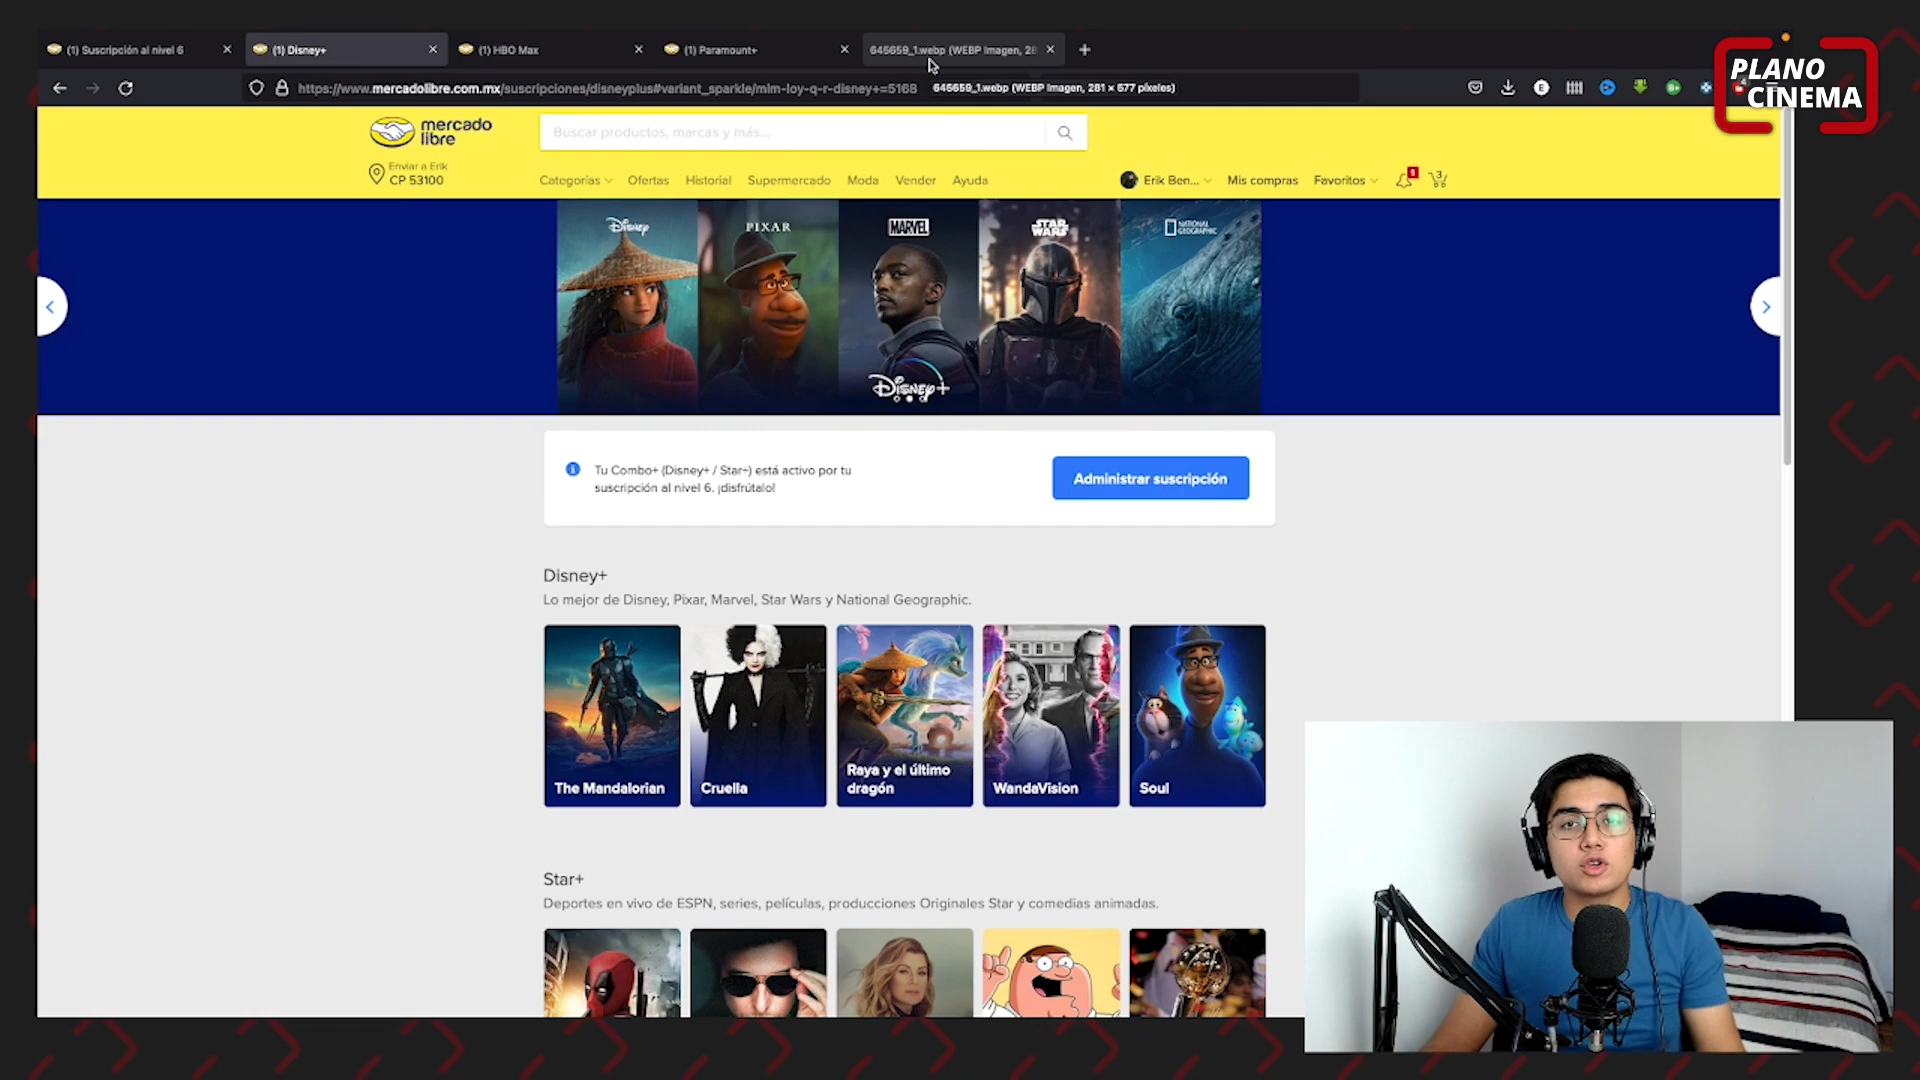 (1) Suscripción al nivel 6
(1) Disney+
(1) HBO Max
(1) Paramount+
645659_1.webp (WEBP Imagen, 28
PLANO
CINEMA
https://www.mercadolibre.com.mx/suscripciones/disneyplus#variant_sparkle/mlm-loy-q-r-disney+=5168
645659_1.webp (WEBP Imagen, 281 × 577 píxeles)
mercado
libre
Buscar productos, marcas y más...
Enviar a Erik
CP 53100
Categorías
Ofertas
Historial
Supermercado
Moda
Vender
Ayuda
Erik Ben...
Mis compras
Favoritos
3
Disney
PIXAR
MARVEL
STAR WARS
NATIONAL GEOGRAPHIC
Disney+
Tu Combo+ (Disney+ / Star+) está activo por tu
suscripción al nivel 6. ¡disfrútalo!
Administrar suscripción
Disney+
Lo mejor de Disney, Pixar, Marvel, Star Wars y National Geographic.
The Mandalorian
Cruella
Raya y el último
dragón
WandaVision
Soul
Star+
Deportes en vivo de ESPN, series, películas, producciones Originales Star y comedias animadas.